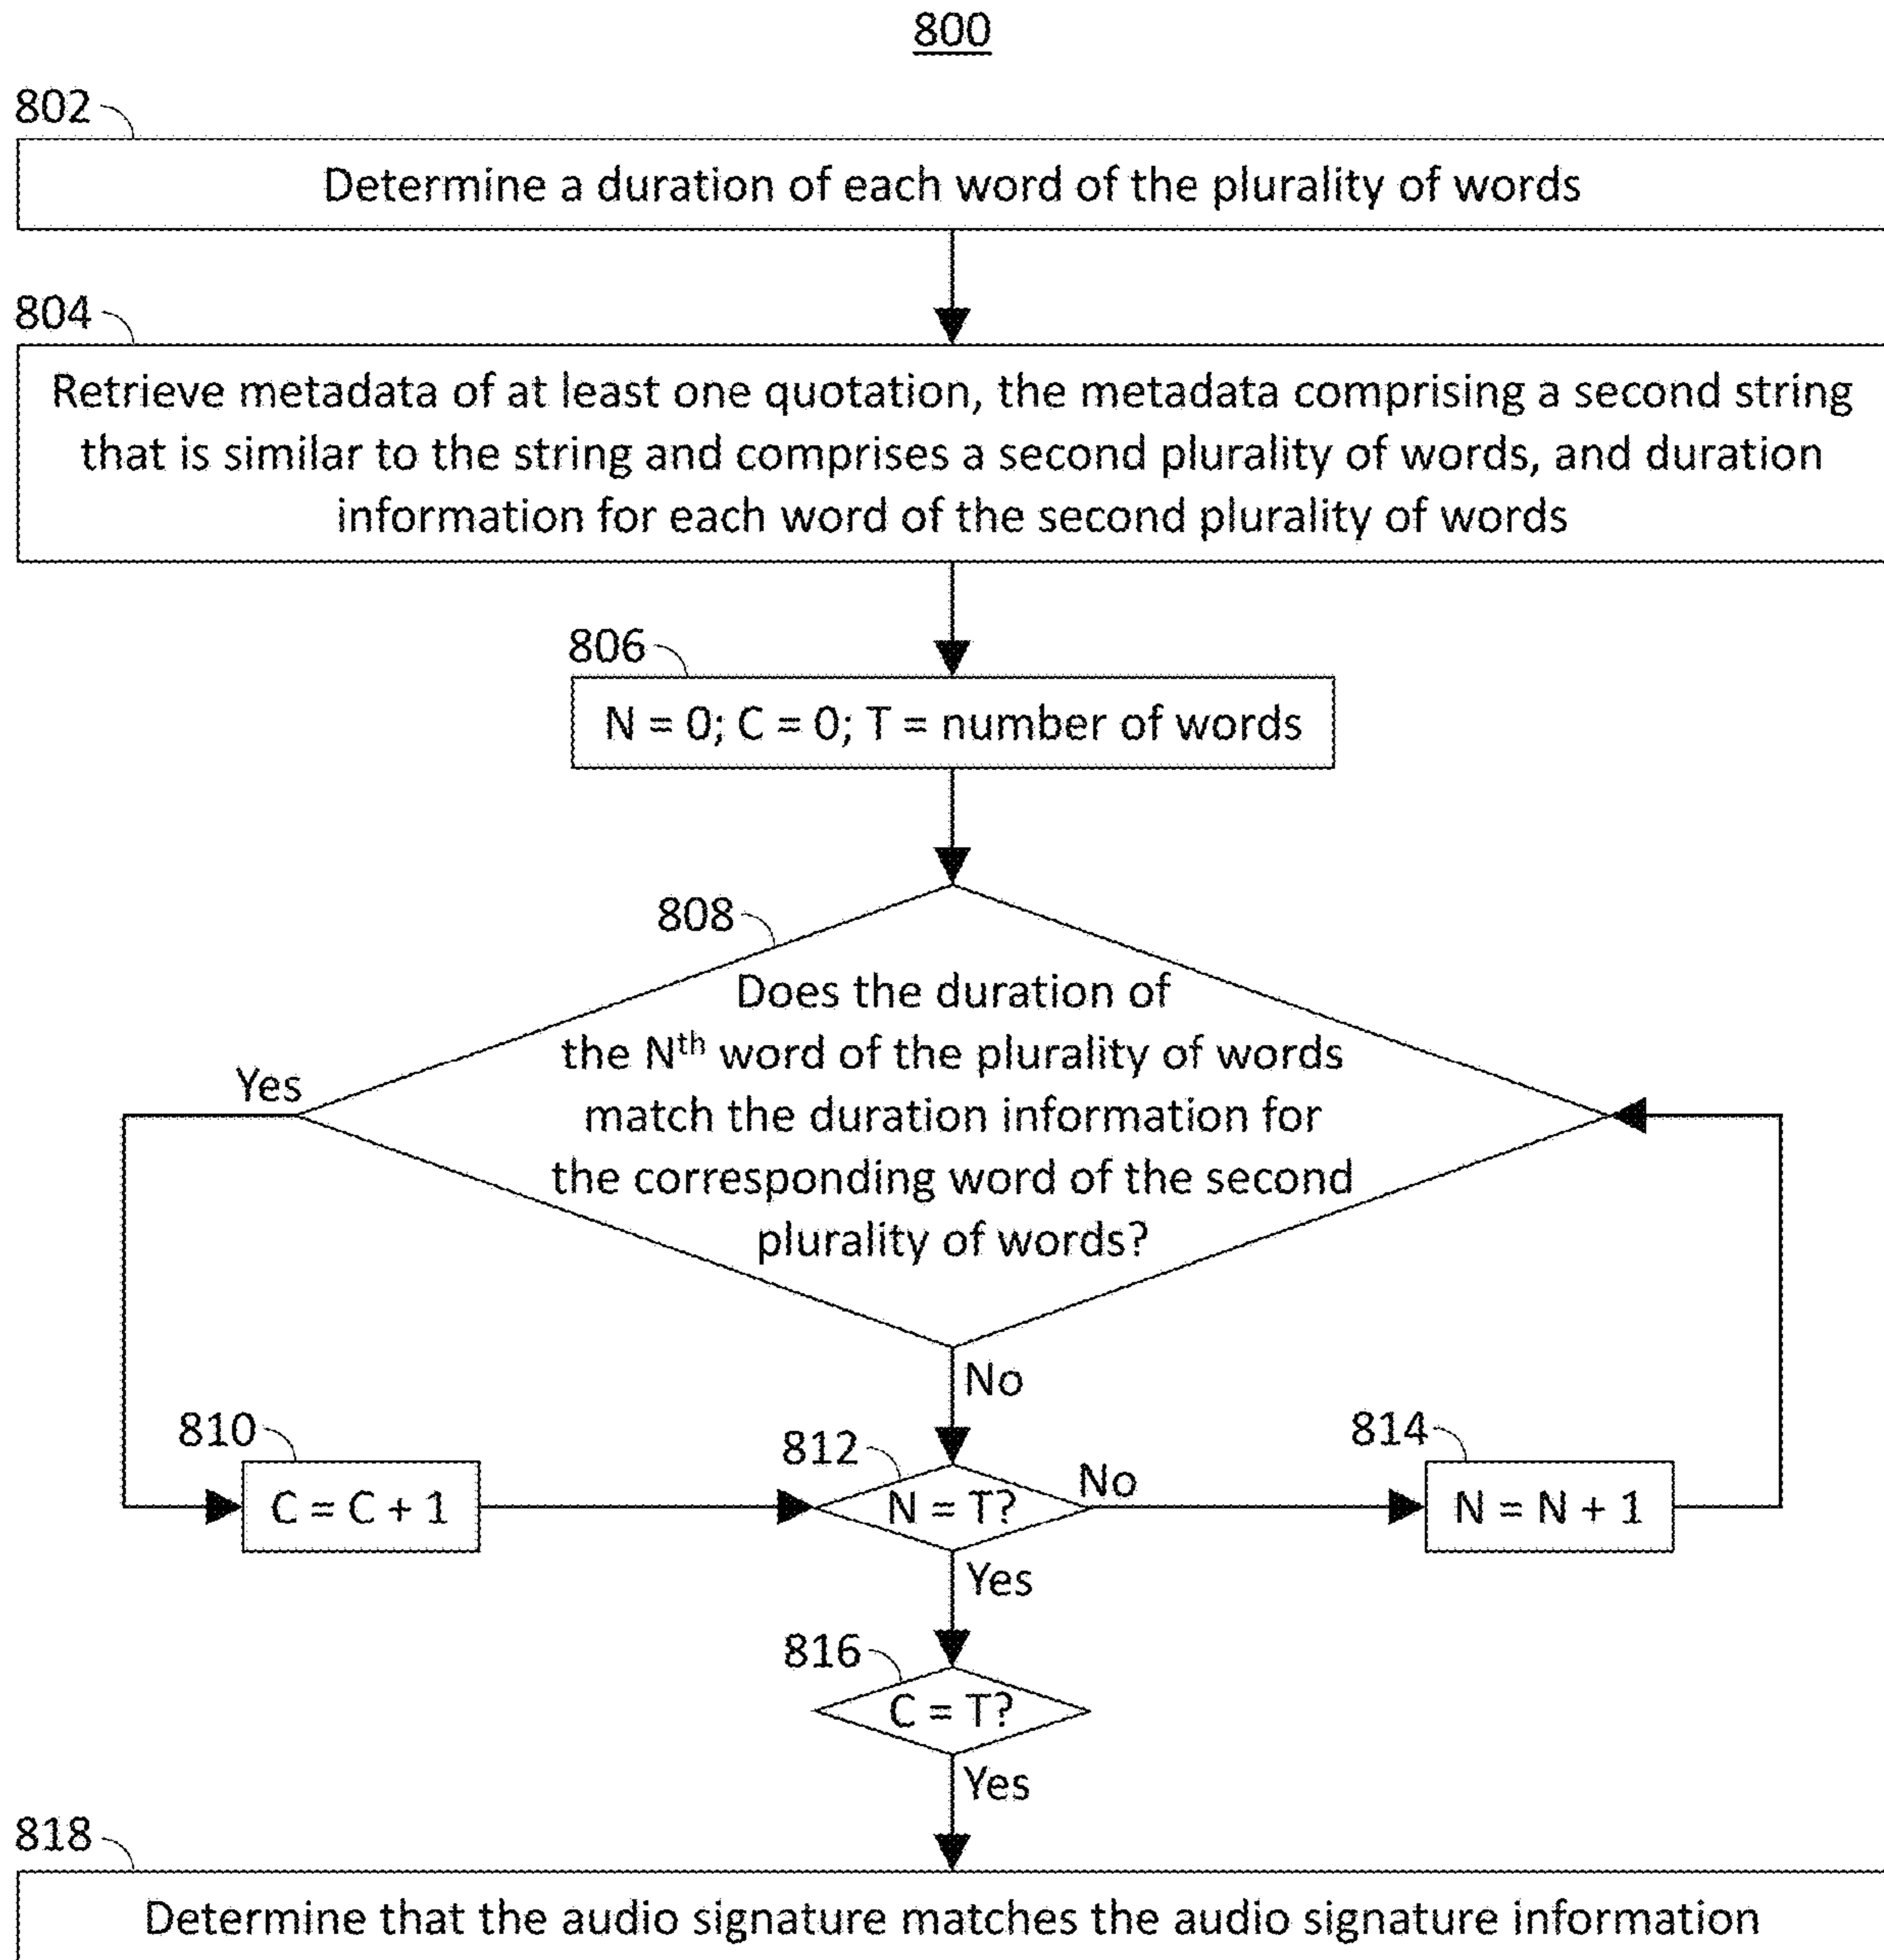 800
802
Determine a duration of each word of the plurality of words
804
Retrieve metadata of at least one quotation, the metadata comprising a second string
that is similar to the string and comprises a second plurality of words, and duration
information for each word of the second plurality of words
806
N = 0; C = 0; T = number of words
808
Does the duration of
the Nth word of the plurality of words
match the duration information for
the corresponding word of the second
plurality of words?
Yes
No
810
C = C + 1
812
N = T?
No
814
N = N + 1
Yes
816
C = T?
Yes
818
Determine that the audio signature matches the audio signature information